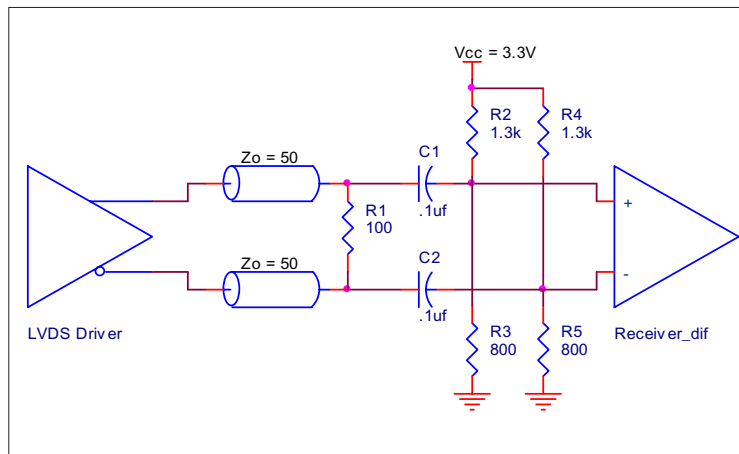 Vcc = 3.3V
R2
1.3k
R4
1.3k
Zo = 50
C1
.1uf
R1
100
+
-
Zo = 50
C2
.1uf
LVDS Driver
R3
800
R5
800
Receiver_dif